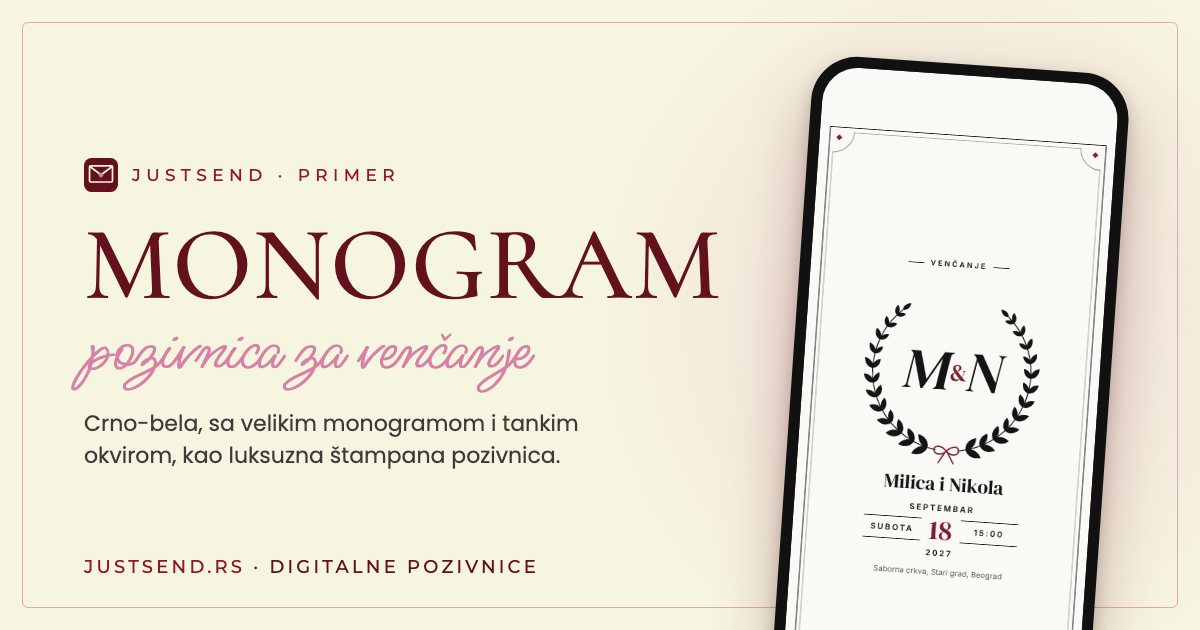 JUSTSEND · PRIMER
MONOGRAM
pozivnica za venčanje
Crno-bela, sa velikim monogramom i tankim
okvirom, kao luksuzna štampana pozivnica.
JUSTSEND.RS · DIGITALNE POZIVNICE
VENČANJE
M&N
Milica i Nikola
SEPTEMBAR
SUBOTA 18 15:00
2027
Saborna crkva, Stari grad, Beograd